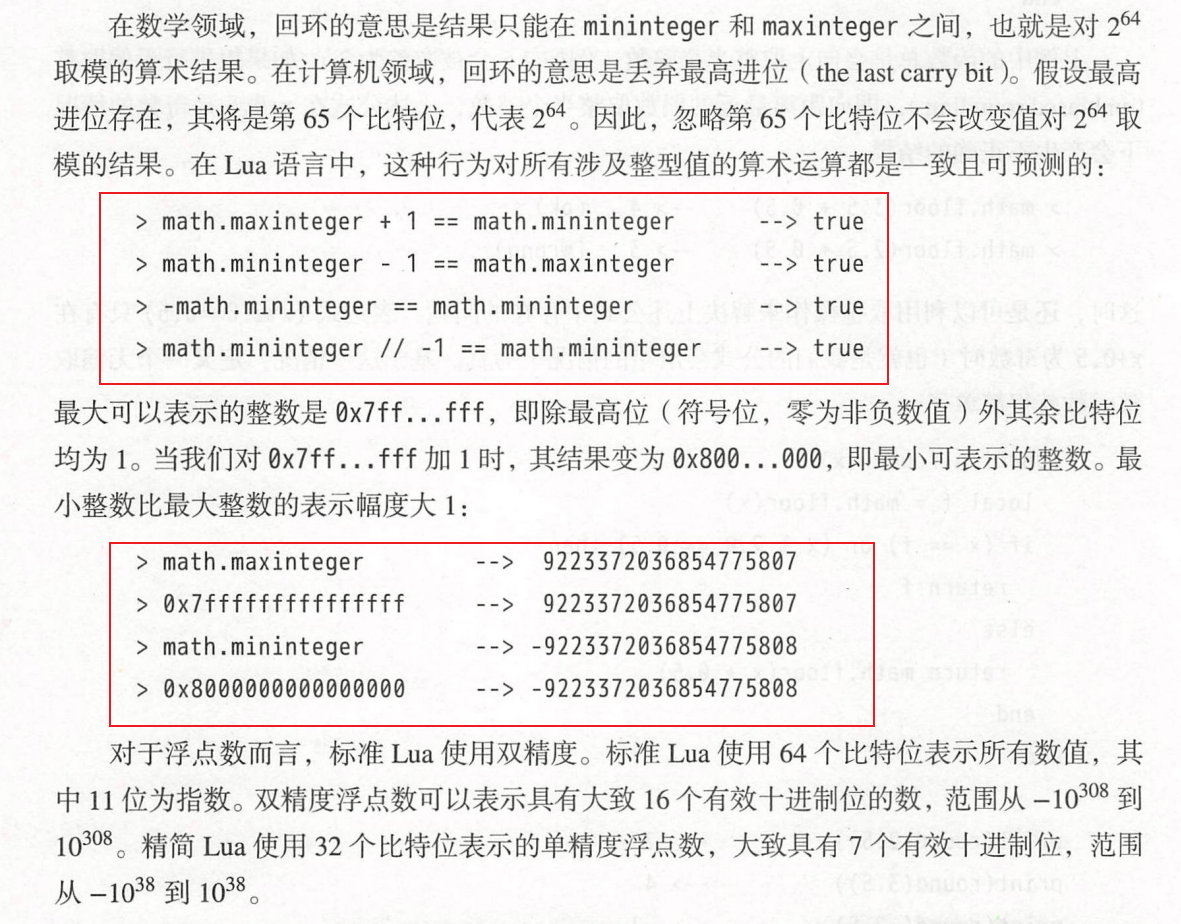 在数学领域，回环的意思是结果只能在 mininteger 和 maxinteger 之间，也就是对 2^64
取模的算术结果。在计算机领域，回环的意思是丢弃最高进位（the last carry bit）。假设最高
进位存在，其将是第 65 个比特位，代表 2^64。因此，忽略第 65 个比特位不会改变值对 2^64 取
模的结果。在 Lua 语言中，这种行为对所有涉及整型值的算术运算都是一致且可预测的：
> math.maxinteger + 1 == math.mininteger --> true
> math.mininteger - 1 == math.maxinteger --> true
> -math.mininteger == math.mininteger --> true
> math.mininteger // -1 == math.mininteger --> true
最大可以表示的整数是 0x7ff...fff，即除最高位（符号位，零为非负数值）外其余比特位
均为 1。当我们对 0x7ff...fff 加 1 时，其结果变为 0x800...000，即最小可表示的整数。最
小整数比最大整数的表示幅度大 1：
> math.maxinteger --> 9223372036854775807
> 0x7fffffffffffffff --> 9223372036854775807
> math.mininteger --> -9223372036854775808
> 0x8000000000000000 --> -9223372036854775808
对于浮点数而言，标准 Lua 使用双精度。标准 Lua 使用 64 个比特位表示所有数值，其
中 11 位为指数。双精度浮点数可以表示具有大致 16 个有效十进制位的数，范围从 −10^308 到
10^308。精简 Lua 使用 32 个比特位表示的单精度浮点数，大致具有 7 个有效十进制位，范围
从 −10^38 到 10^38。